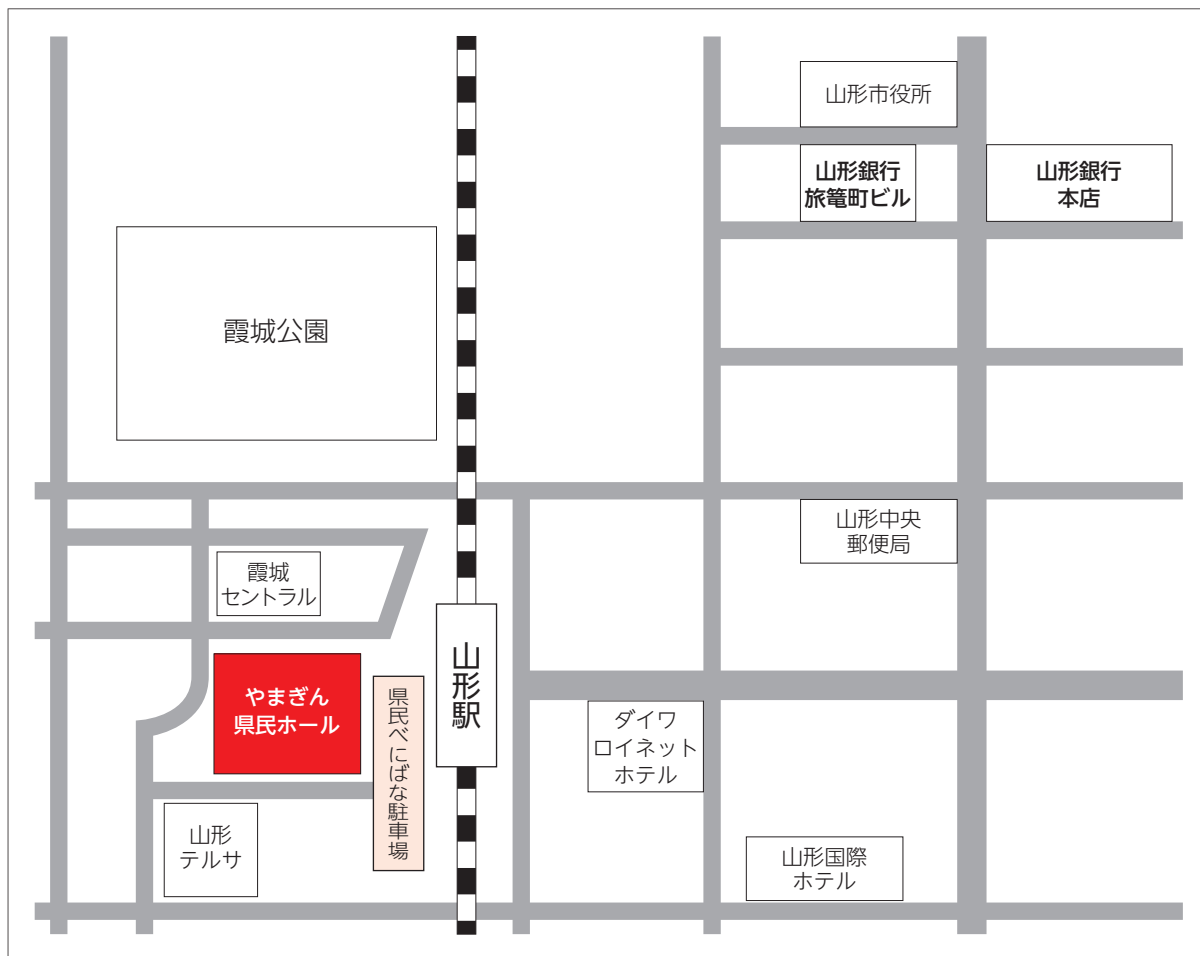 山形市役所
山形銀行
旅篭町ビル
山形銀行
本店
霞城公園
山形中央
郵便局
霞城
セントラル
山形駅
やまぎん
県民ホール
県民べにばな駐車場
ダイワ
ロイネット
ホテル
山形
テルサ
山形国際
ホテル